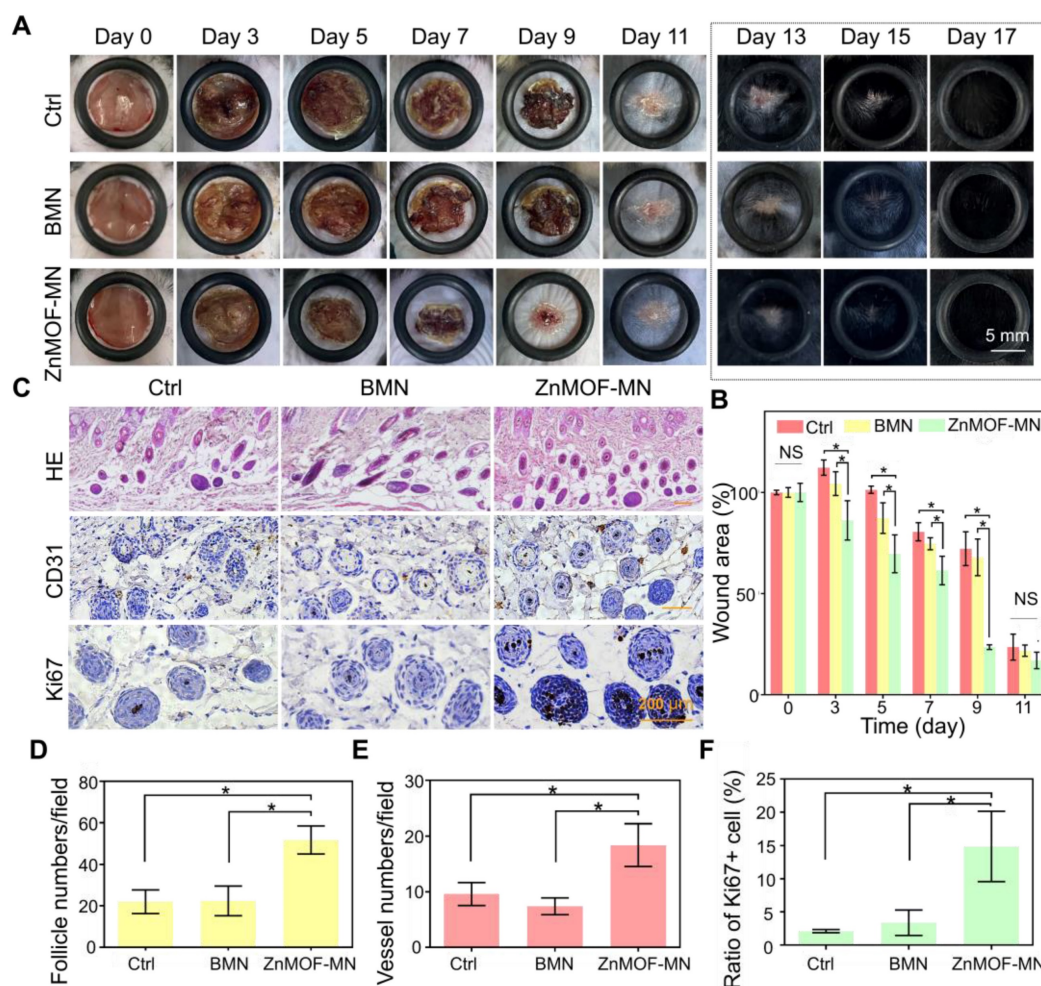 A
Day 0 Day 3 Day 5 Day 7 Day 9 Day 11 Day 13 Day 15 Day 17
Ctrl
BMN
ZnMOF-MN
5 mm
C
Ctrl BMN ZnMOF-MN
HE
CD31
Ki67
200 μm
B
Ctrl BMN ZnMOF-MN
NS
* * * * * * * *
NS
Wound area (%)
100
50
0
0 3 5 7 9 11
Time (day)
D
Follicle numbers/field
80
60
40
20
0
*
*
Ctrl BMN ZnMOF-MN
E
Vessel numbers/field
30
20
10
0
*
*
Ctrl BMN ZnMOF-MN
F
Ratio of Ki67+ cell (%)
25
20
15
10
5
0
*
*
Ctrl BMN ZnMOF-MN